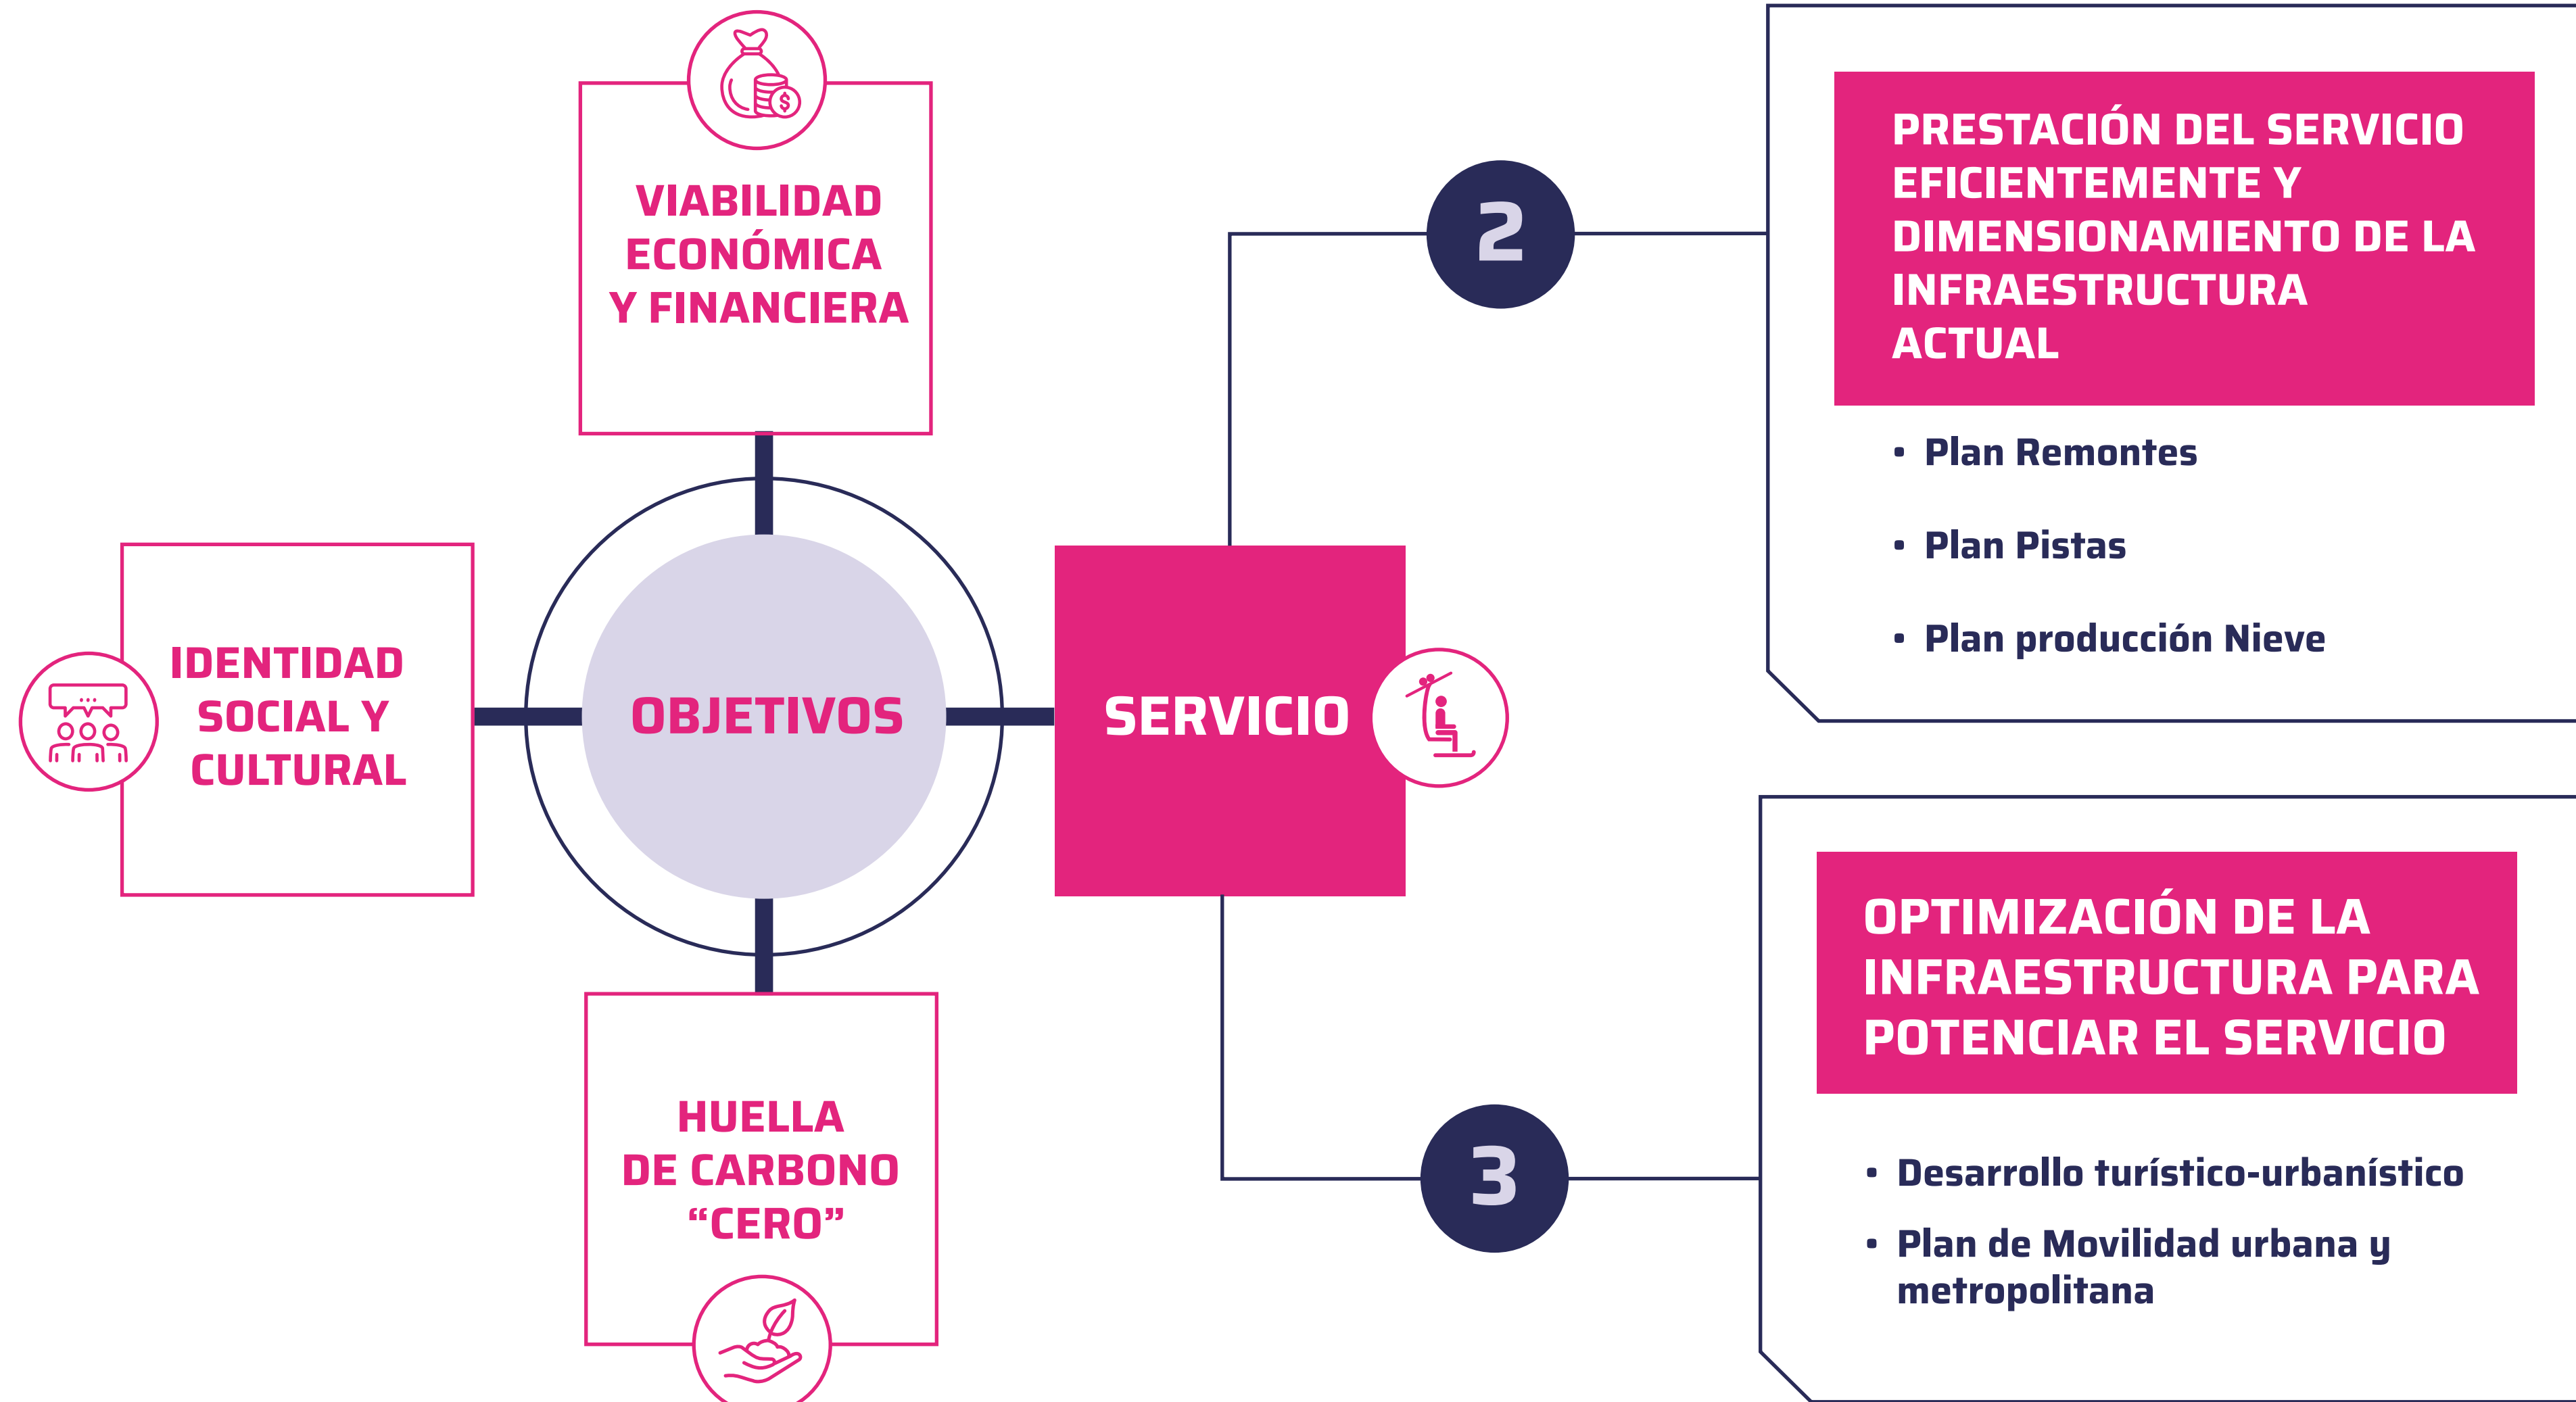 VIABILIDAD
ECONÓMICA
Y FINANCIERA
IDENTIDAD
SOCIAL Y
CULTURAL
OBJETIVOS
SERVICIO
HUELLA
DE CARBONO
“CERO”
2
PRESTACIÓN DEL SERVICIO
EFICIENTEMENTE Y
DIMENSIONAMIENTO DE LA
INFRAESTRUCTURA
ACTUAL
• Plan Remontes
• Plan Pistas
• Plan producción Nieve
3
OPTIMIZACIÓN DE LA
INFRAESTRUCTURA PARA
POTENCIAR EL SERVICIO
• Desarrollo turístico-urbanístico
• Plan de Movilidad urbana y
metropolitana